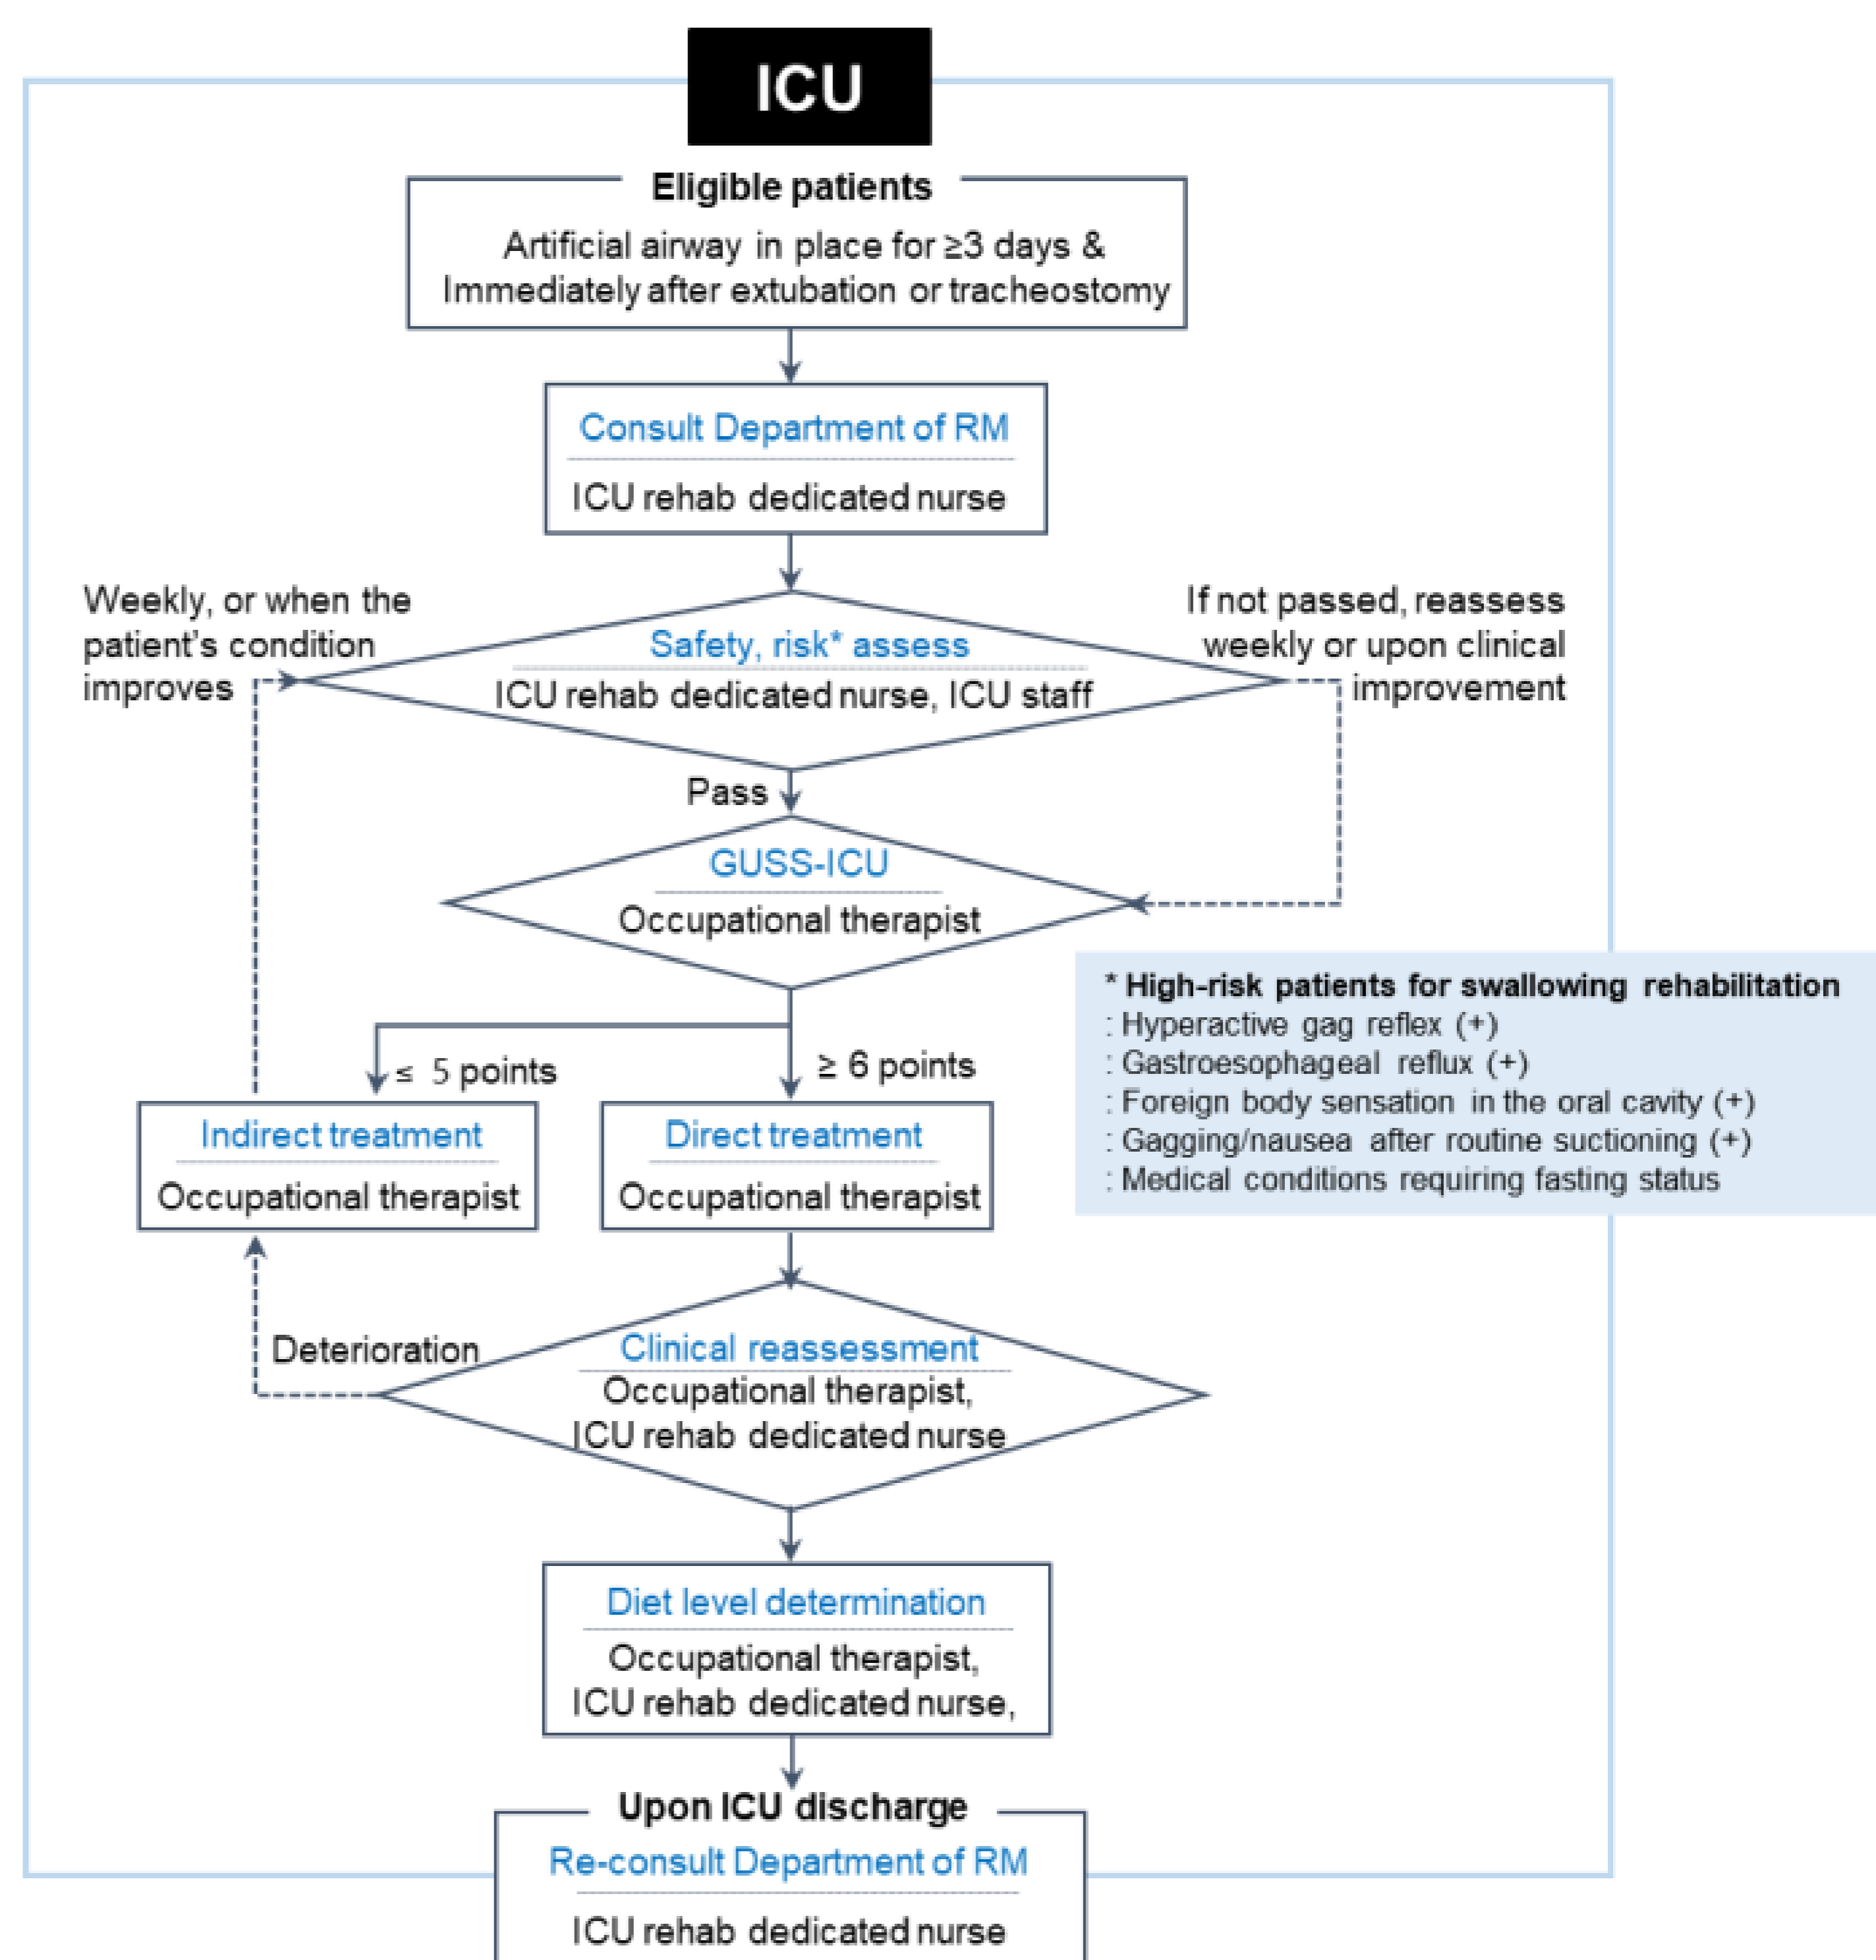 ICU
Eligible patients
Artificial airway in place for ≥3 days &
Immediately after extubation or tracheostomy
Consult Department of RM
ICU rehab dedicated nurse
Weekly, or when the
patient's condition
improves
Safety, risk* assess
ICU rehab dedicated nurse, ICU staff
If not passed, reassess
weekly or upon clinical
improvement
Pass
GUSS-ICU
Occupational therapist
≤ 5 points
≥ 6 points
* High-risk patients for swallowing rehabilitation
: Hyperactive gag reflex (+)
: Gastroesophageal reflux (+)
: Foreign body sensation in the oral cavity (+)
: Gagging/nausea after routine suctioning (+)
: Medical conditions requiring fasting status
Indirect treatment
Occupational therapist
Direct treatment
Occupational therapist
Deterioration
Clinical reassessment
Occupational therapist,
ICU rehab dedicated nurse
Diet level determination
Occupational therapist,
ICU rehab dedicated nurse,
Upon ICU discharge
Re-consult Department of RM
ICU rehab dedicated nurse